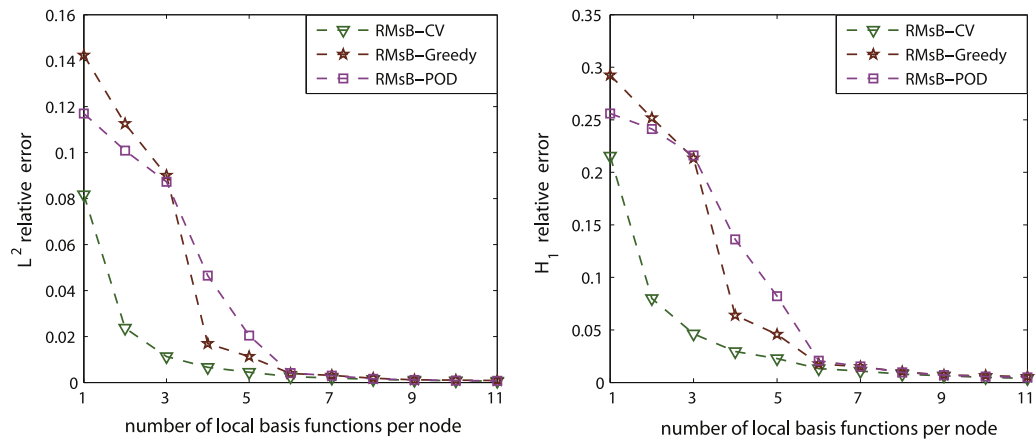 0.16
0.14
0.12
0.1
0.08
0.06
0.04
0.02
0
L² relative error
RMsB−CV
RMsB−Greedy
RMsB−POD
1 3 5 7 9 11
number of local basis functions per node
0.35
0.3
0.25
0.2
0.15
0.1
0.05
0
H₁ relative error
RMsB−CV
RMsB−Greedy
RMsB−POD
1 3 5 7 9 11
number of local basis functions per node